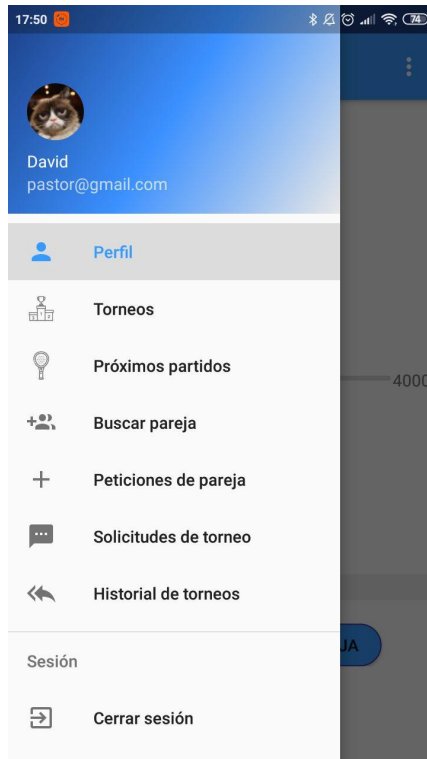 17:50 74
David
pastor@gmail.com
Perfil
Torneos
Próximos partidos
4000
Buscar pareja
Peticiones de pareja
Solicitudes de torneo
Historial de torneos
JA
Sesión
Cerrar sesión